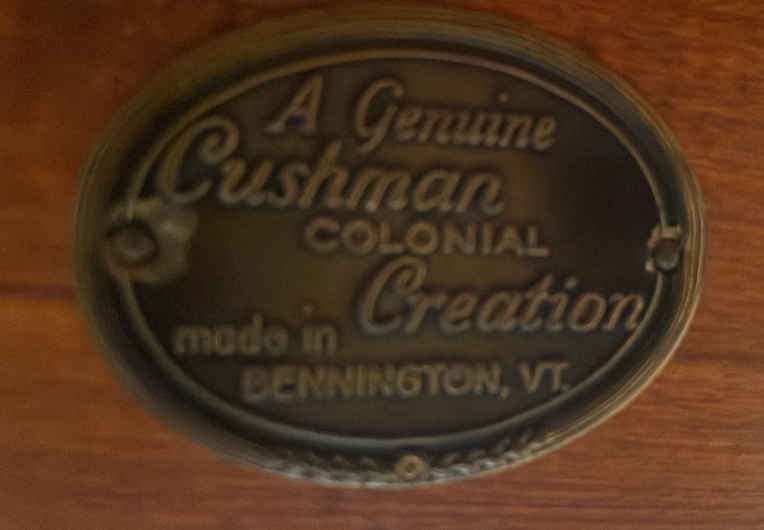 A Genuine
Cushman
COLONIAL
Creation
made in
BENNINGTON, VT.